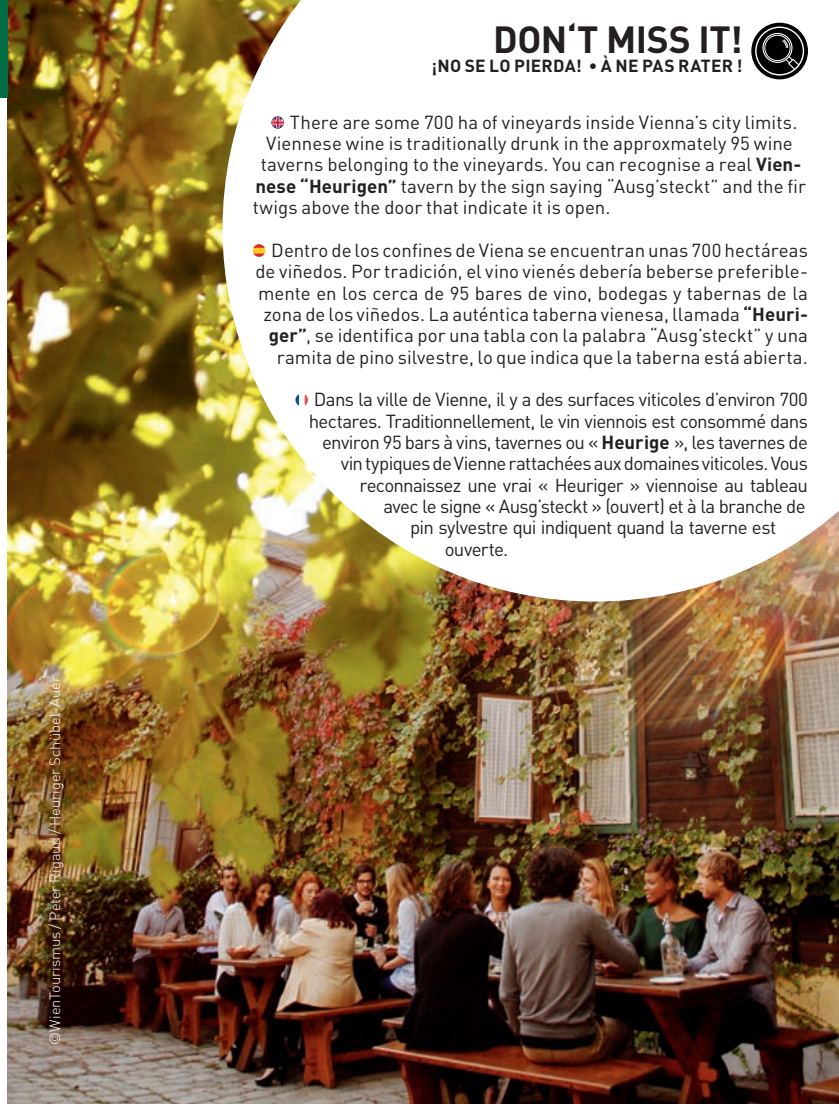 DON‘T MISS IT!
¡NO SE LO PIERDA! • À NE PAS RATER !
There are some 700 ha of vineyards inside Vienna’s city limits.
Viennese wine is traditionally drunk in the approxmately 95 wine
taverns belonging to the vineyards. You can recognise a real Vien-
nese “Heurigen” tavern by the sign saying “Ausg’steckt” and the fir
twigs above the door that indicate it is open.
Dentro de los confines de Viena se encuentran unas 700 hectáreas
de viñedos. Por tradición, el vino vienés debería beberse preferible-
mente en los cerca de 95 bares de vino, bodegas y tabernas de la
zona de los viñedos. La auténtica taberna vienesa, llamada “Heuri-
ger”, se identifica por una tabla con la palabra “Ausg’steckt” y una
ramita de pino silvestre, lo que indica que la taberna está abierta.
Dans la ville de Vienne, il y a des surfaces viticoles d’environ 700
hectares. Traditionnellement, le vin viennois est consommé dans
environ 95 bars à vins, tavernes ou « Heurige », les tavernes de
vin typiques de Vienne rattachées aux domaines viticoles. Vous
reconnaissez une vrai « Heuriger » viennoise au tableau
avec le signe « Ausg’steckt » (ouvert) et à la branche de
pin sylvestre qui indiquent quand la taverne est
ouverte.
©WienTourismus / Peter Rigaud / Heuriger Schübel Auer